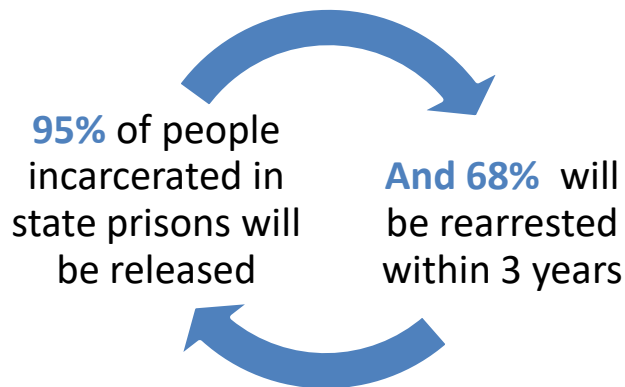 95% of people
incarcerated in
state prisons will
be released
And 68% will
be rearrested
within 3 years